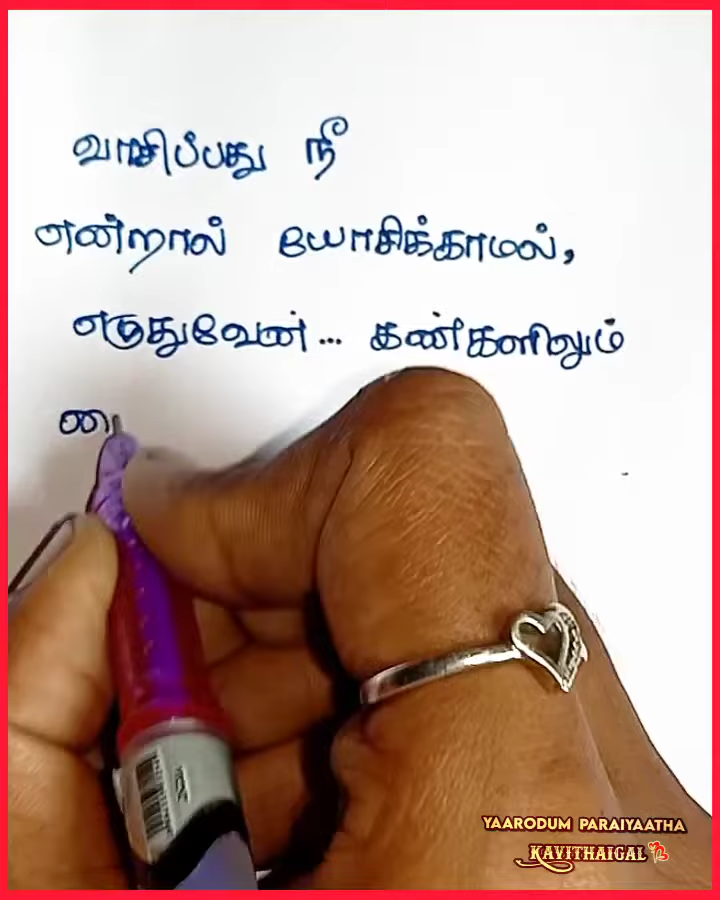 வாசிப்பது நீ
என்றால் யோசிக்காமல்,
எழுதுவேன்... கண்களிலும்
YAARODUM PARAIYAATHA
KAVITHAIGAL